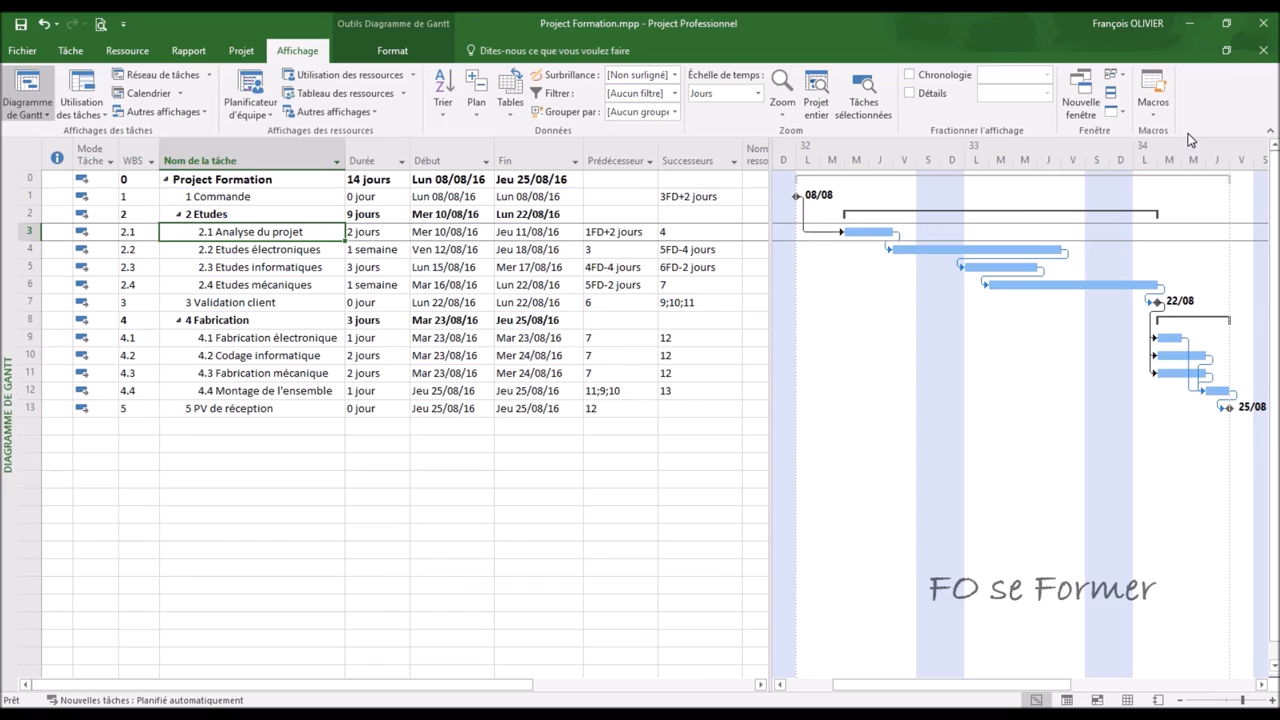 Outils Diagramme de Gantt
Project Formation.mpp - Project Professionnel
François OLIVIER
Fichier Tâche Ressource Rapport Projet Affichage Format Dites-nous ce que vous voulez faire
Diagramme de Gantt
Utilisation des tâches
Réseau de tâches
Calendrier
Autres affichages
Affichages des tâches
Planificateur d'équipe
Utilisation des ressources
Tableau des ressources
Autres affichages
Affichages des ressources
Trier
Plan
Tables
Surbrillance: [Non surligné]
Filtrer : [Aucun filtre]
Grouper par : [Aucun groupe
Données
Échelle de temps :
Jours
Zoom
Projet entier
Tâches sélectionnées
Zoom
Chronologie
Détails
Fractionner l'affichage
Nouvelle fenêtre
Fenêtre
Macros
Macros
Mode Tâche WBS Nom de la tâche Durée Début Fin Prédécesseur Successeurs Nom resso
0 0 Project Formation 14 jours Lun 08/08/16 Jeu 25/08/16
1 1 1 Commande 0 jour Lun 08/08/16 Lun 08/08/16 3FD+2 jours
2 2 2 Etudes 9 jours Mer 10/08/16 Lun 22/08/16
3 2.1 2.1 Analyse du projet 2 jours Mer 10/08/16 Jeu 11/08/16 1FD+2 jours 4
4 2.2 2.2 Etudes électroniques 1 semaine Ven 12/08/16 Jeu 18/08/16 3 5FD-4 jours
5 2.3 2.3 Etudes informatiques 3 jours Lun 15/08/16 Mer 17/08/16 4FD-4 jours 6FD-2 jours
6 2.4 2.4 Etudes mécaniques 1 semaine Mar 16/08/16 Lun 22/08/16 5FD-2 jours 7
7 3 3 Validation client 0 jour Lun 22/08/16 Lun 22/08/16 6 9;10;11
8 4 4 Fabrication 3 jours Mar 23/08/16 Jeu 25/08/16
9 4.1 4.1 Fabrication électronique 1 jour Mar 23/08/16 Mar 23/08/16 7 12
10 4.2 4.2 Codage informatique 2 jours Mar 23/08/16 Mer 24/08/16 7 12
11 4.3 4.3 Fabrication mécanique 2 jours Mar 23/08/16 Mer 24/08/16 7 12
12 4.4 4.4 Montage de l'ensemble 1 jour Jeu 25/08/16 Jeu 25/08/16 11;9;10 13
13 5 5 PV de réception 0 jour Jeu 25/08/16 Jeu 25/08/16 12
32 33 34
D L M M J V S D L M M J V S D L M M J V S
08/08
22/08
25/08
DIAGRAMME DE GANTT
FO se Former
Prêt Nouvelles tâches : Planifié automatiquement